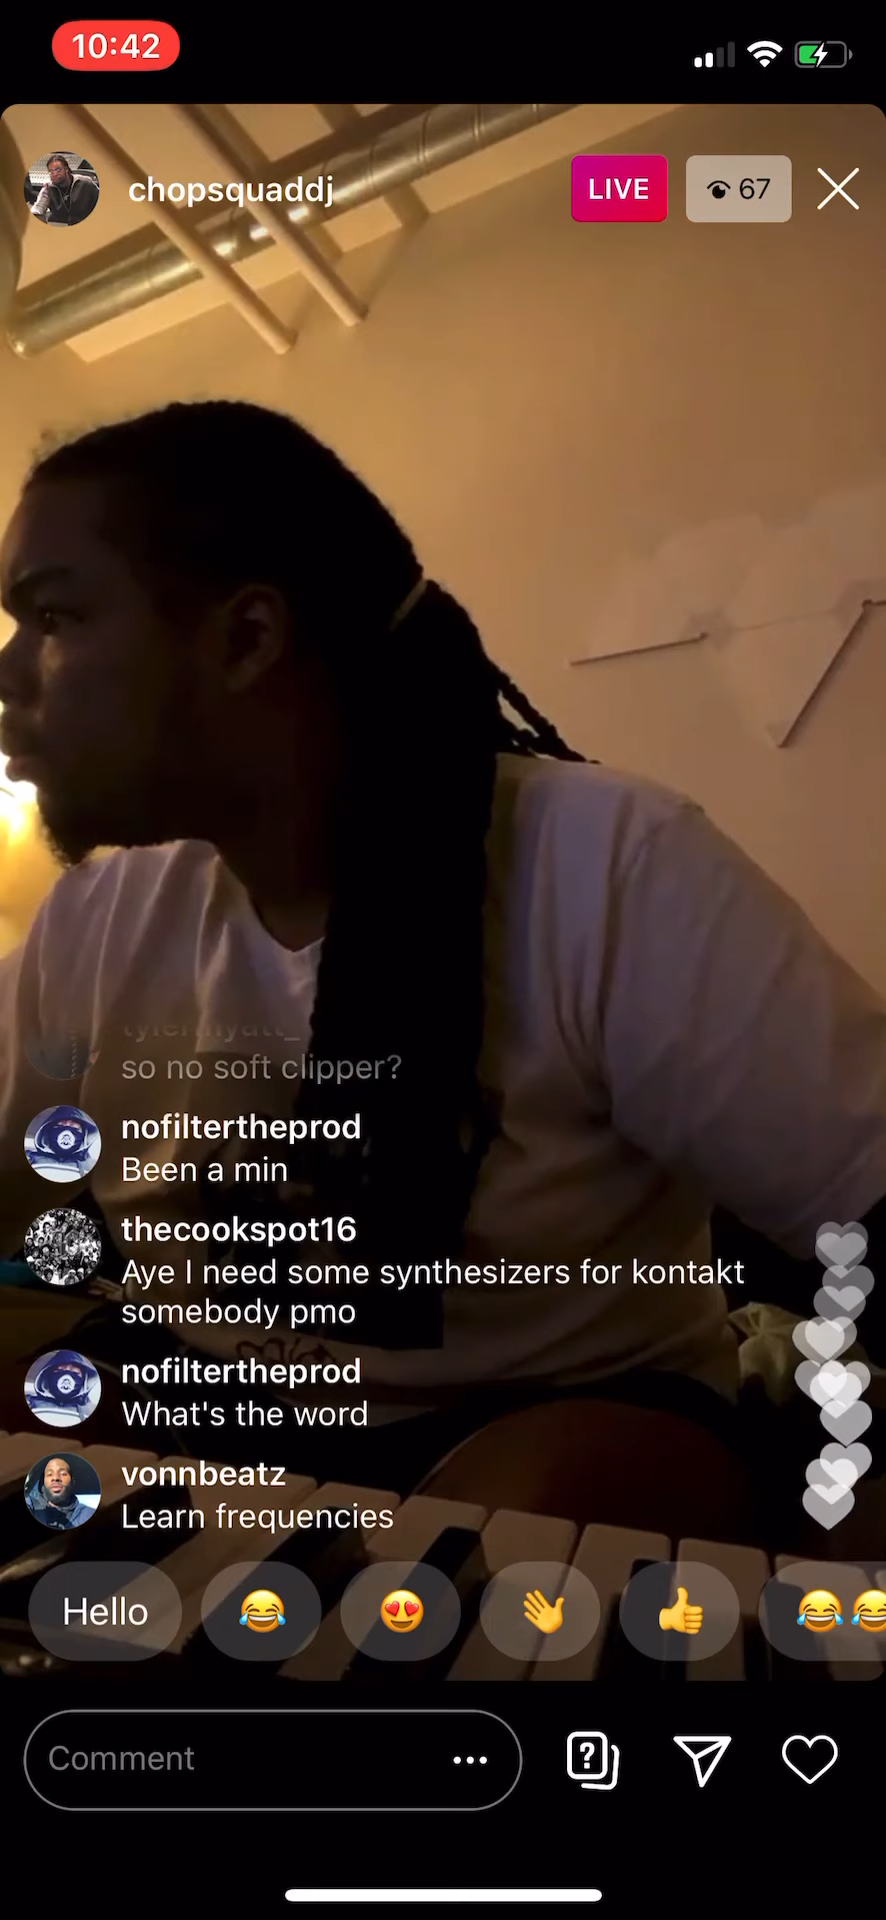 10:42
chopsquaddj
LIVE
67
so no soft clipper?
nofiltertheprod
Been a min
thecookspot16
Aye I need some synthesizers for kontakt
somebody pmo
nofiltertheprod
What's the word
vonnbeatz
Learn frequencies
Hello
Comment